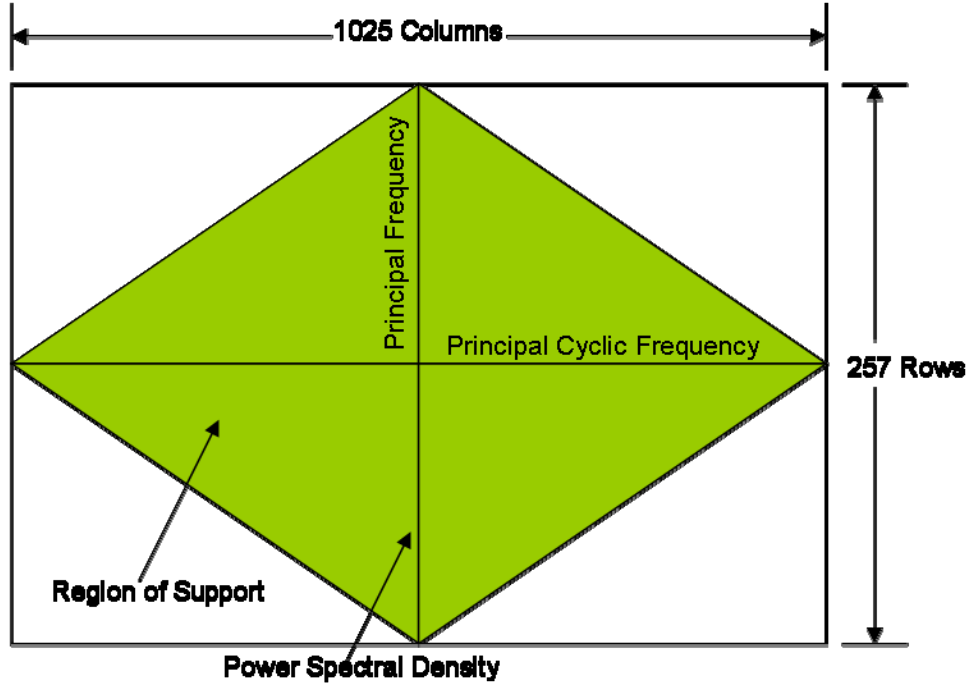 1025 Columns
Principal Frequency
Principal Cyclic Frequency
257 Rows
Region of Support
Power Spectral Density